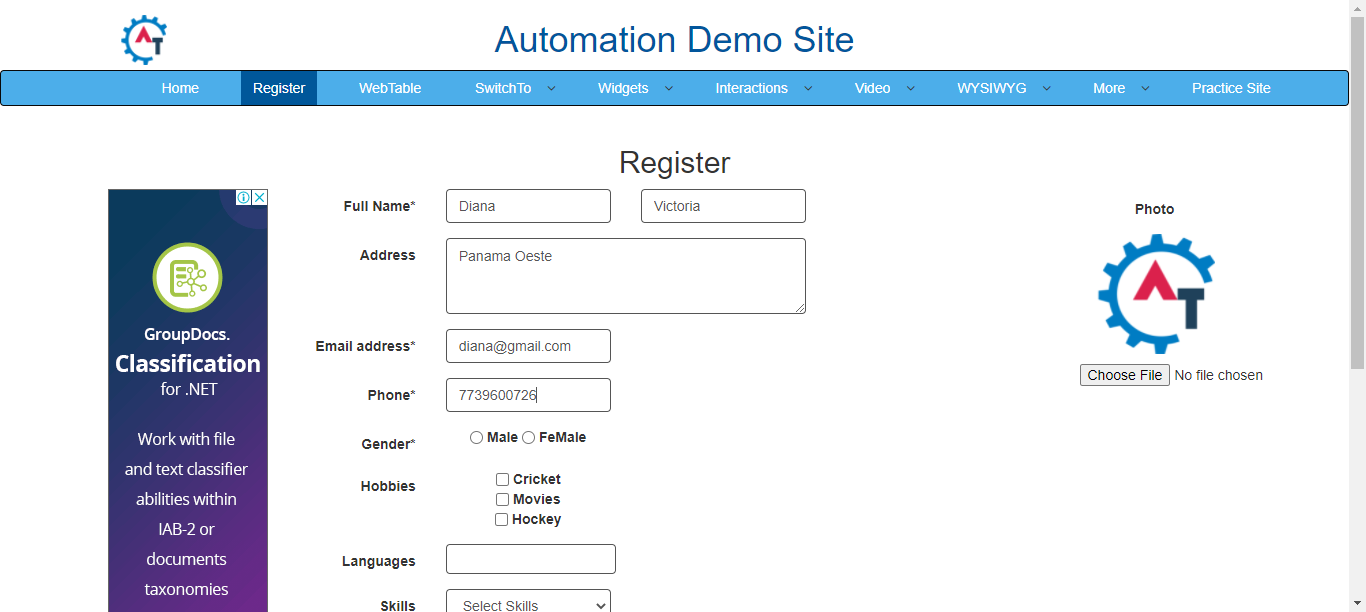 AT
Automation Demo Site
Home Register WebTable SwitchTo Widgets Interactions Video WYSIWYG More Practice Site
Register
GroupDocs.
Classification
for .NET
Work with file
and text classifier
abilities within
IAB-2 or
documents
taxonomies
Full Name* Diana Victoria
Address Panama Oeste
Email address* diana@gmail.com
Phone* 7739600726
Gender* Male FeMale
Hobbies Cricket
Movies
Hockey
Languages
Skills Select Skills
Photo
AT
Choose File No file chosen